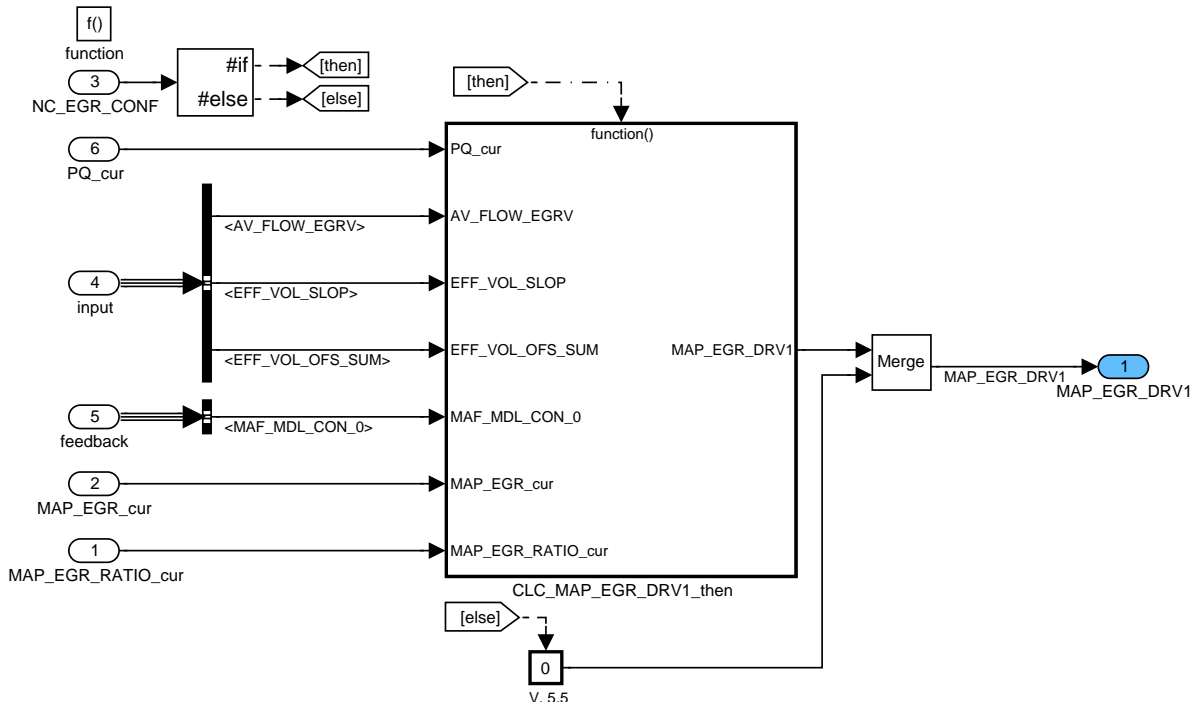 f()
function
3
NC_EGR_CONF
#if
#else
[then]
[else]
[then]
function()
6
PQ_cur
PQ_cur
<AV_FLOW_EGRV>
AV_FLOW_EGRV
4
input
<EFF_VOL_SLOP>
EFF_VOL_SLOP
<EFF_VOL_OFS_SUM>
EFF_VOL_OFS_SUM
MAP_EGR_DRV1
Merge
MAP_EGR_DRV1
1
MAP_EGR_DRV1
5
feedback
<MAF_MDL_CON_0>
MAF_MDL_CON_0
2
MAP_EGR_cur
MAP_EGR_cur
1
MAP_EGR_RATIO_cur
MAP_EGR_RATIO_cur
CLC_MAP_EGR_DRV1_then
[else]
0
V. 5.5